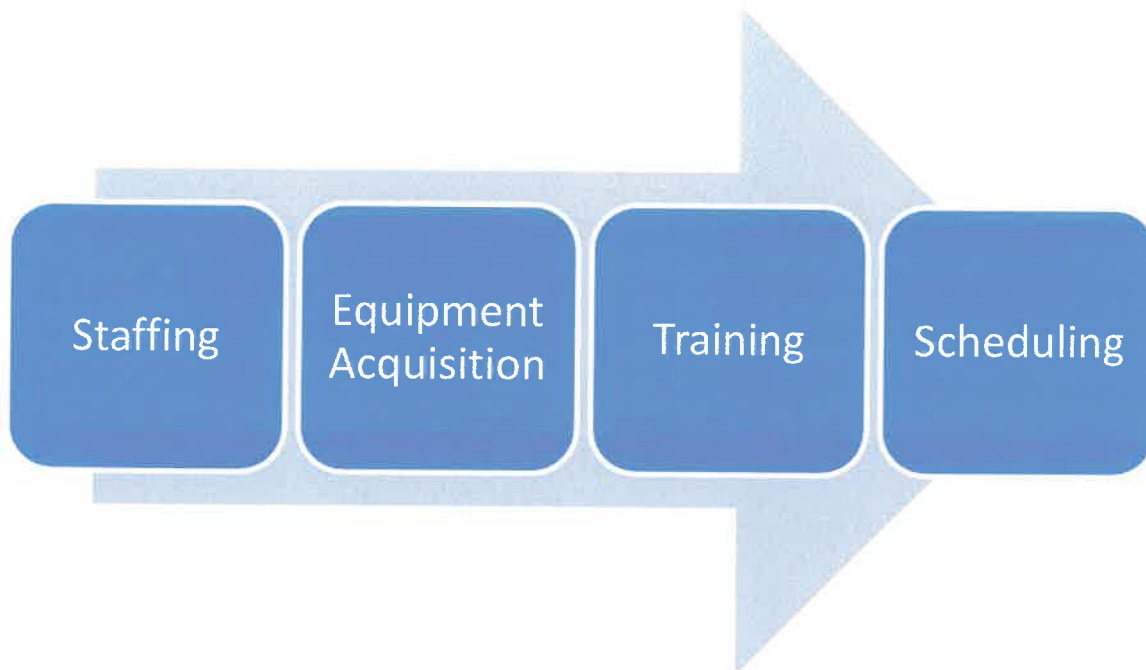 Staffing
Equipment
Acquisition
Training
Scheduling